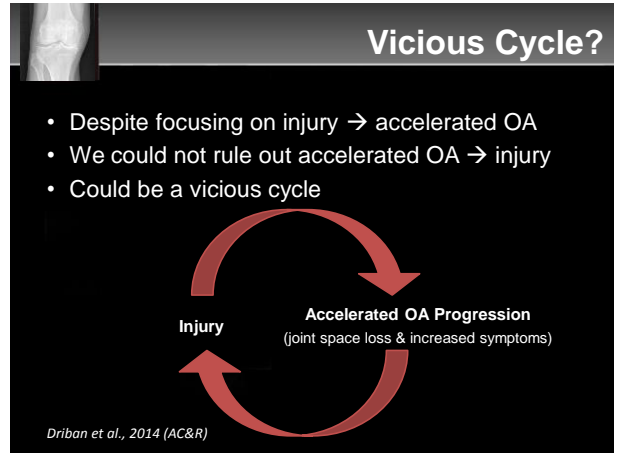 Vicious Cycle?
• Despite focusing on injury → accelerated OA
• We could not rule out accelerated OA → injury
• Could be a vicious cycle
Injury
Accelerated OA Progression
(joint space loss & increased symptoms)
Driban et al., 2014 (AC&R)